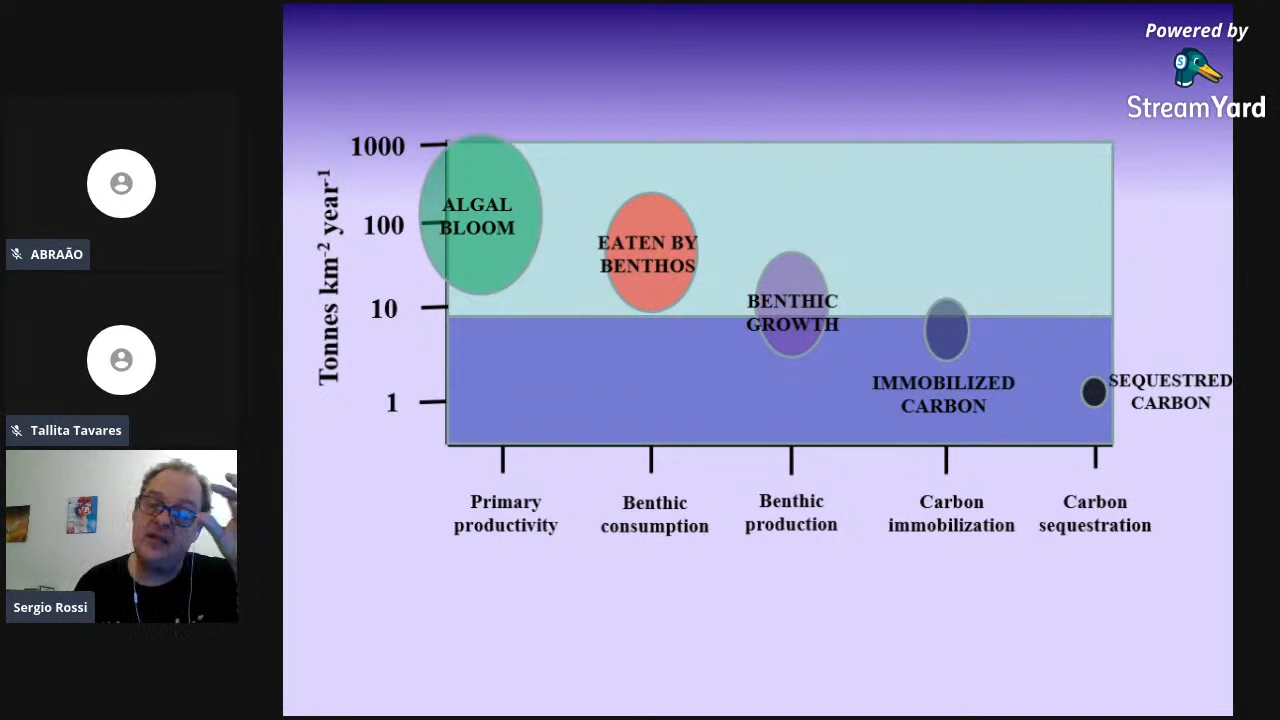 Powered by
StreamYard
ABRAÃO
Tallita Tavares
Sergio Rossi
Tonnes km-2 year-1
1000
100
10
1
ALGAL
BLOOM
EATEN BY
BENTHOS
BENTHIC
GROWTH
IMMOBILIZED
CARBON
SEQUESTRED
CARBON
Primary
productivity
Benthic
consumption
Benthic
production
Carbon
immobilization
Carbon
sequestration